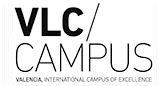 VLC/
CAMPUS
VALENCIA, INTERNATIONAL CAMPUS OF EXCELLENCE